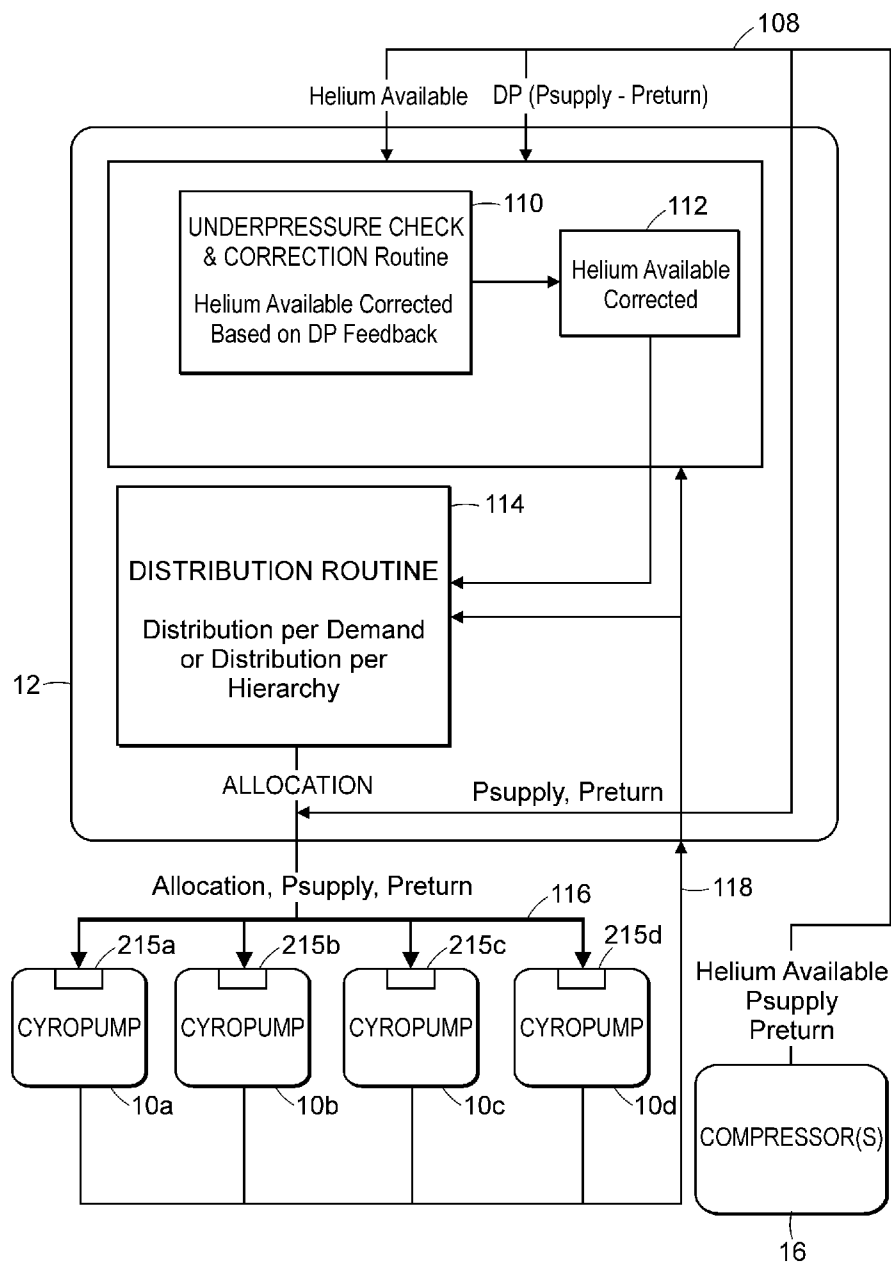 108
Helium Available
DP (Psupply - Preturn)
110
UNDERPRESSURE CHECK
& CORRECTION Routine
Helium Available Corrected
Based on DP Feedback
112
Helium Available
Corrected
114
DISTRIBUTION ROUTINE
Distribution per Demand
or Distribution per
Hierarchy
12
ALLOCATION
Psupply, Preturn
Allocation, Psupply, Preturn
116
118
215a
215b
215c
215d
CYROPUMP
CYROPUMP
CYROPUMP
CYROPUMP
10a
10b
10c
10d
Helium Available
Psupply
Preturn
COMPRESSOR(S)
16